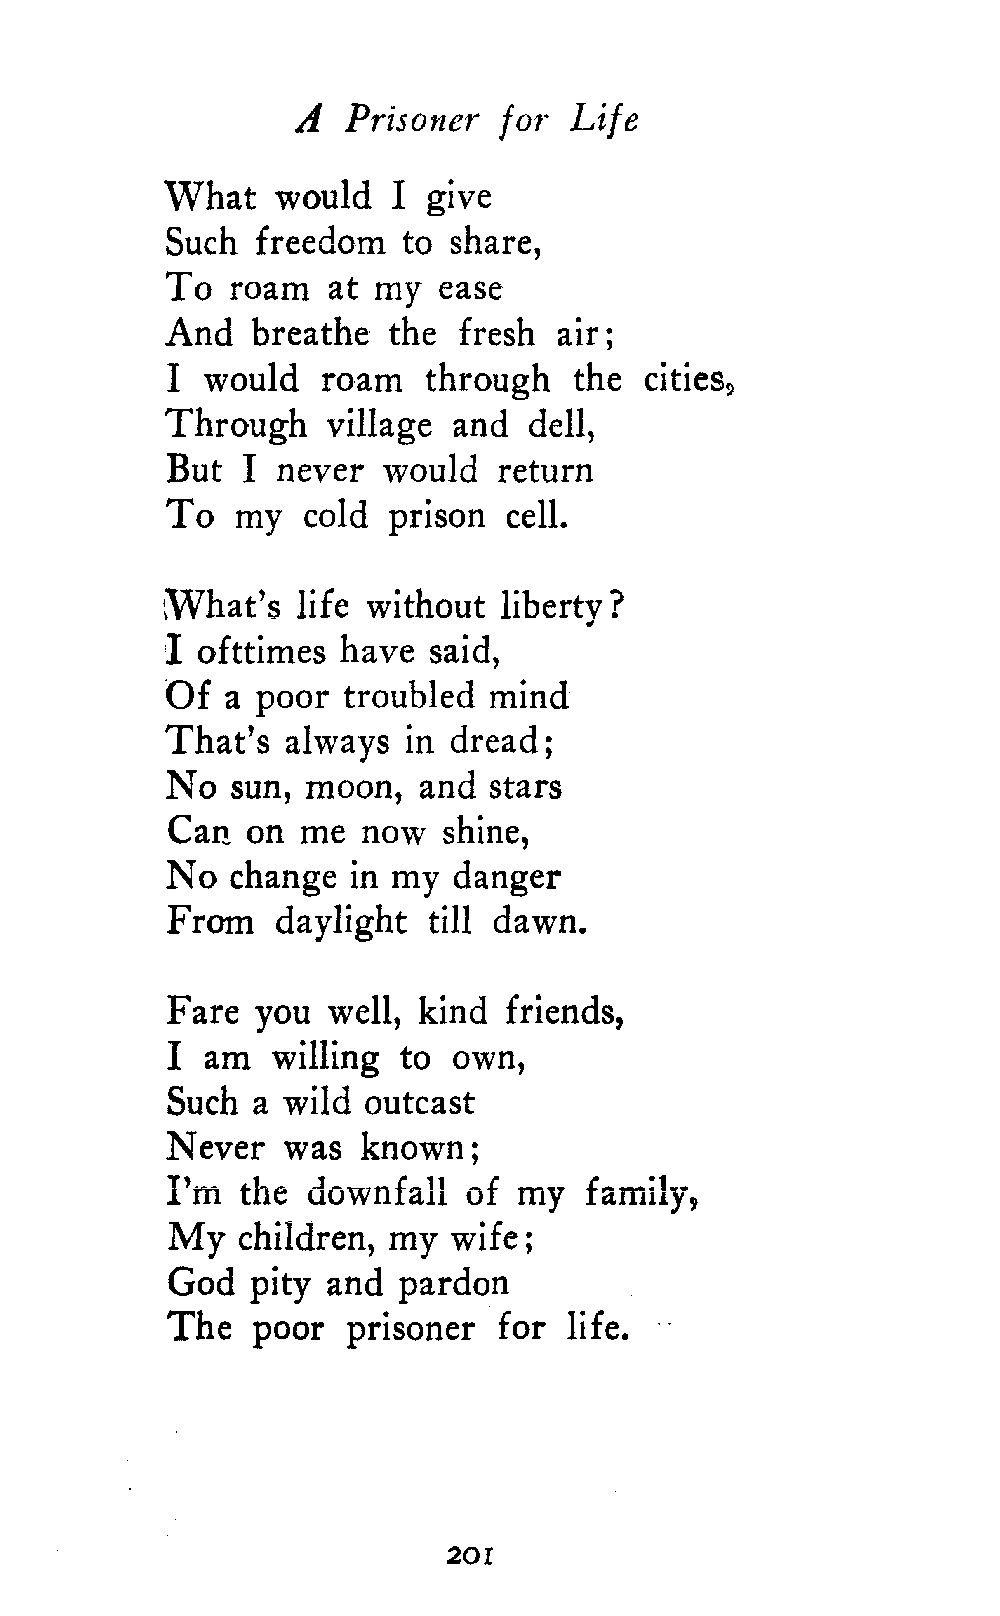 A Prisoner for Life
What would I give
Such freedom to share,
To roam at my ease
And breathe the fresh air;
I would roam through the cities,
Through village and dell,
But I never would return
To my cold prison cell.
What's life without liberty?
I ofttimes have said,
Of a poor troubled mind
That's always in dread;
No sun, moon, and stars
Can on me now shine,
No change in my danger
From daylight till dawn.
Fare you well, kind friends,
I am willing to own,
Such a wild outcast
Never was known;
I'm the downfall of my family,
My children, my wife;
God pity and pardon
The poor prisoner for life.
201